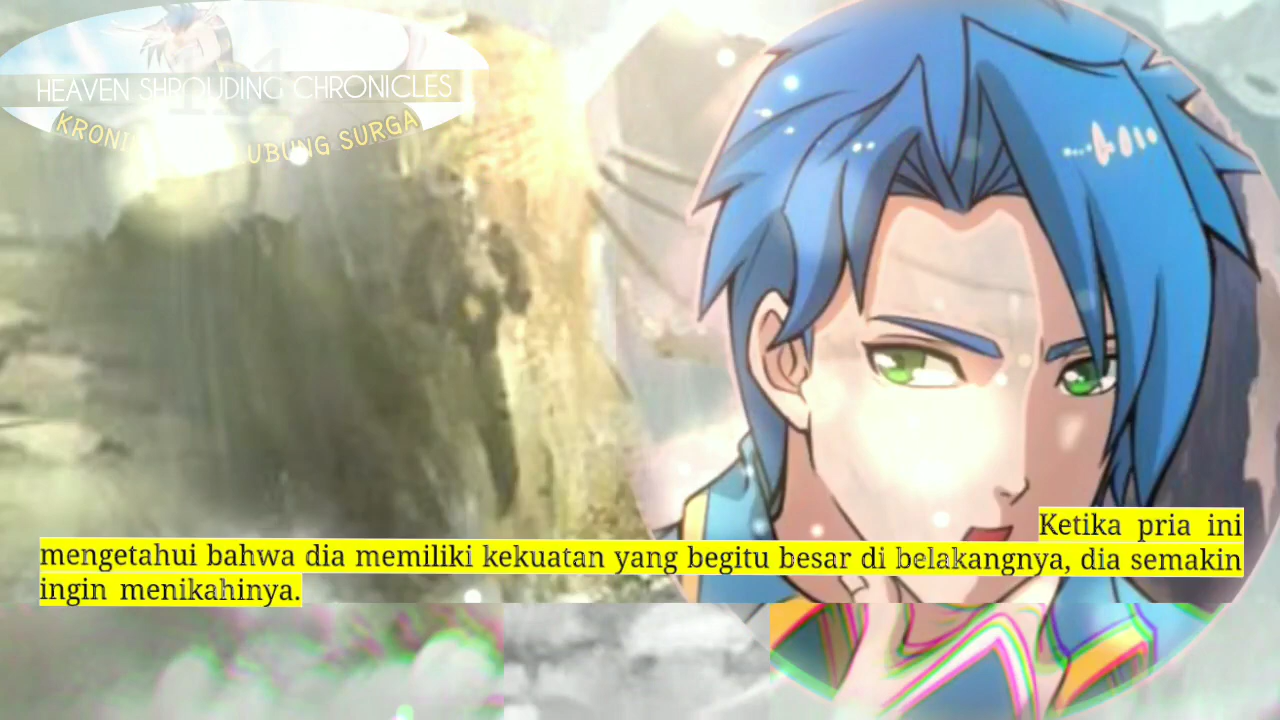 HEAVEN SHROUDING CHRONICLES
SURGA
Ketika pria ini
mengetahui bahwa dia memiliki kekuatan yang begitu besar di belakangnya, dia semakin
ingin menikahinya.